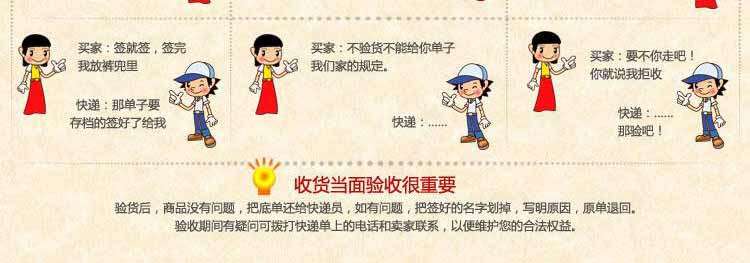 买家：签就签，签完
我放裤兜里
快递：那单子要
存档的签好了给我
买家：不验货不能给你单子
我们家的规定。
快递：......
买家：要不你走吧！
你就说我拒收
快递：......
那验吧！
收货当面验收很重要
验货后，商品没有问题，把底单还给快递员，如有问题，把签好的名字划掉，写明原因，原单退回。
验收期间有疑问可拨打快递单上的电话和卖家联系，以便维护您的合法权益。